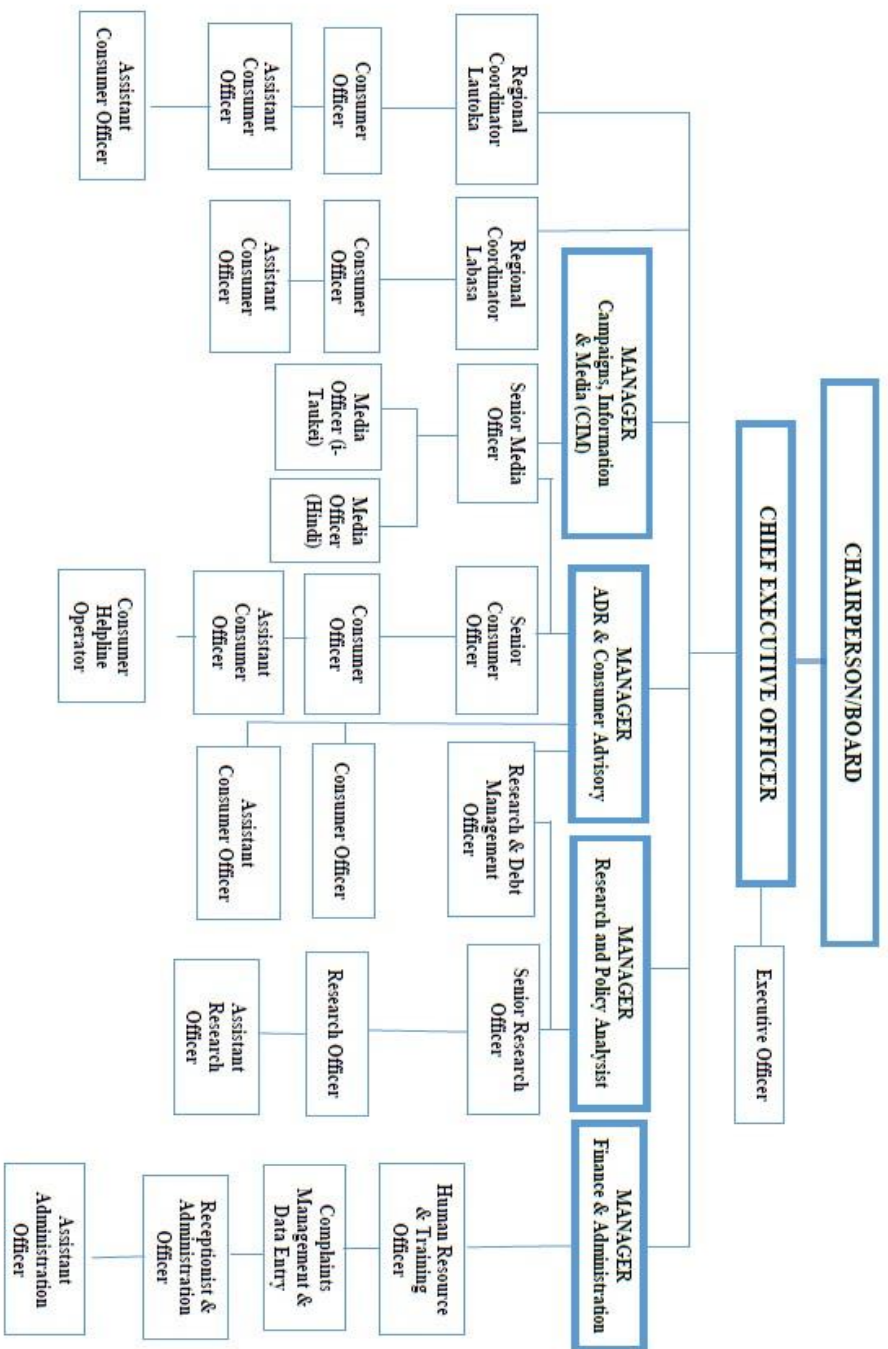 CHAIRPERSON/BOARD
CHIEF EXECUTIVE OFFICER
Executive Officer
MANAGER
Campaigns, Information
& Media (CIM)
MANAGER
ADR & Consumer Advisory
MANAGER
Research and Policy Analysist
MANAGER
Finance & Administration
Regional
Coordinator
Lautoka
Regional
Coordinator
Labasa
Senior Media
Officer
Senior
Consumer
Officer
Research & Debt
Management
Officer
Senior Research
Officer
Human Resource
& Training
Officer
Consumer
Officer
Consumer
Officer
Media
Officer (i-
Taukei)
Media
Officer
(Hindi)
Consumer
Officer
Consumer Officer
Research Officer
Complaints
Management &
Data Entry
Assistant
Consumer
Officer
Assistant
Consumer
Officer
Assistant
Consumer
Officer
Assistant
Consumer Officer
Assistant
Research
Officer
Receptionist &
Administration
Officer
Assistant
Consumer Officer
Consumer
Helpline
Operator
Assistant
Administration
Officer